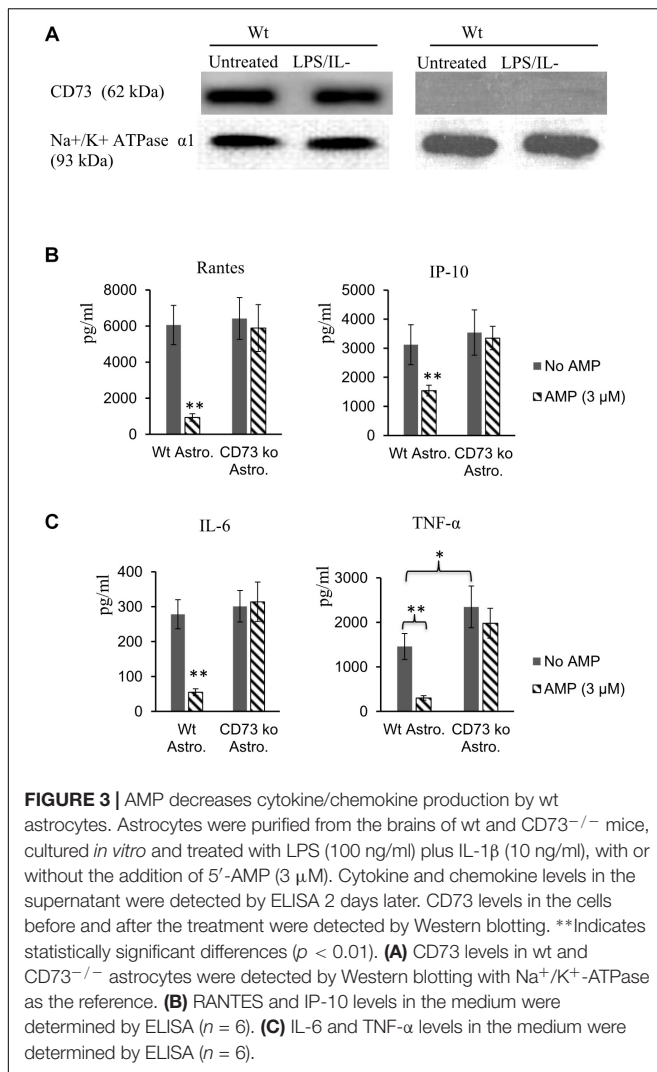 A
Wt Wt
Untreated LPS/IL- Untreated LPS/IL-
CD73 (62 kDa)
Na+/K+ ATPase α1
(93 kDa)
B
Rantes
pg/ml
8000
6000
4000
2000
0
**
Wt Astro. CD73 ko
Astro.
IP-10
pg/ml
5000
4000
3000
2000
1000
0
**
Wt Astro. CD73 ko
Astro.
No AMP
AMP (3 µM)
C
IL-6
pg/ml
400
300
200
100
0
**
Wt CD73 ko
Astro. Astro.
TNF-α
pg/ml
3000
2000
1000
0
*
**
Wt Astro. CD73 ko
Astro.
No AMP
AMP (3 µM)
FIGURE 3 | AMP decreases cytokine/chemokine production by wt
astrocytes. Astrocytes were purified from the brains of wt and CD73−/− mice,
cultured in vitro and treated with LPS (100 ng/ml) plus IL-1β (10 ng/ml), with or
without the addition of 5′-AMP (3 µM). Cytokine and chemokine levels in the
supernatant were detected by ELISA 2 days later. CD73 levels in the cells
before and after the treatment were detected by Western blotting. **Indicates
statistically significant differences (p < 0.01). (A) CD73 levels in wt and
CD73−/− astrocytes were detected by Western blotting with Na+/K+-ATPase
as the reference. (B) RANTES and IP-10 levels in the medium were
determined by ELISA (n = 6). (C) IL-6 and TNF-α levels in the medium were
determined by ELISA (n = 6).